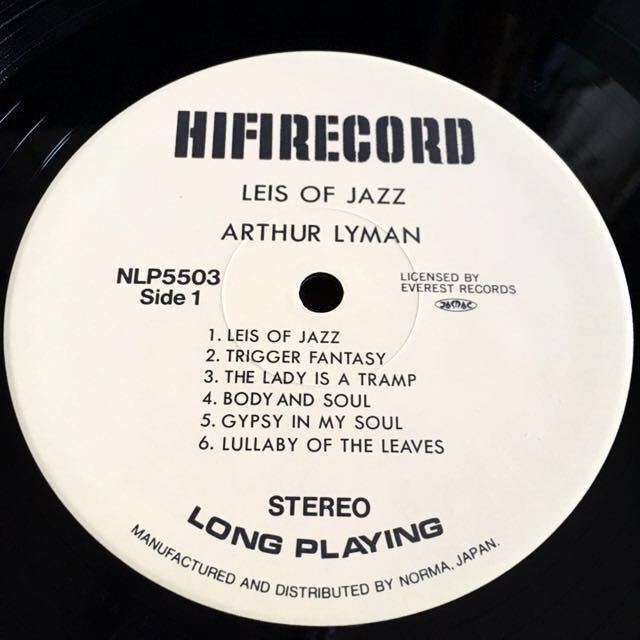 HIFIRECORD
LEIS OF JAZZ
ARTHUR LYMAN
NLP5503
Side 1
LICENSED BY
EVEREST RECORDS
1. LEIS OF JAZZ
2. TRIGGER FANTASY
3. THE LADY IS A TRAMP
4. BODY AND SOUL
5. GYPSY IN MY SOUL
6. LULLABY OF THE LEAVES
STEREO
LONG PLAYING
MANUFACTURED AND DISTRIBUTED BY NORMA, JAPAN.